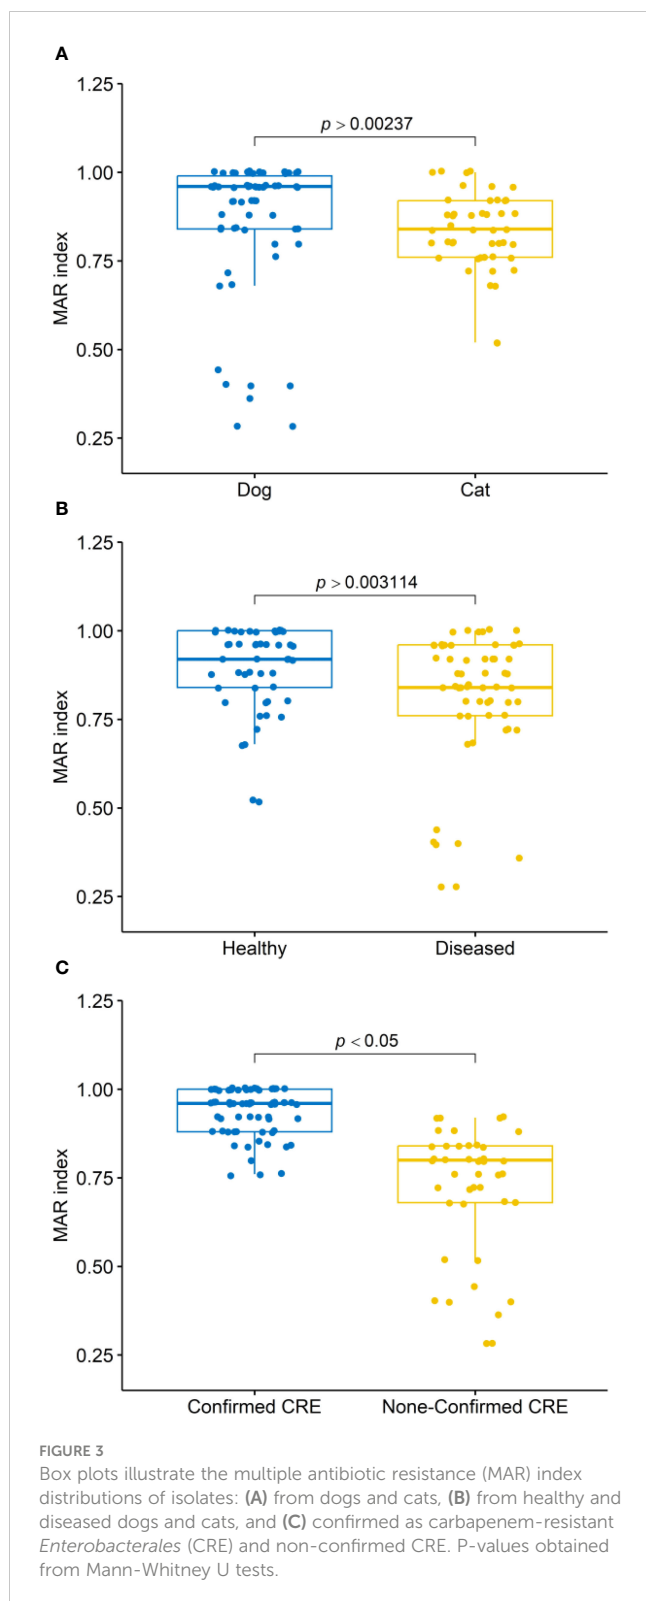 A
1.25
p > 0.00237
1.00
0.75
0.50
0.25
MAR index
Dog Cat
B
1.25
p > 0.003114
1.00
0.75
0.50
0.25
MAR index
Healthy Diseased
C
1.25
p < 0.05
1.00
0.75
0.50
0.25
MAR index
Confirmed CRE None-Confirmed CRE
FIGURE 3
Box plots illustrate the multiple antibiotic resistance (MAR) index
distributions of isolates: (A) from dogs and cats, (B) from healthy and
diseased dogs and cats, and (C) confirmed as carbapenem-resistant
Enterobacterales (CRE) and non-confirmed CRE. P-values obtained
from Mann-Whitney U tests.